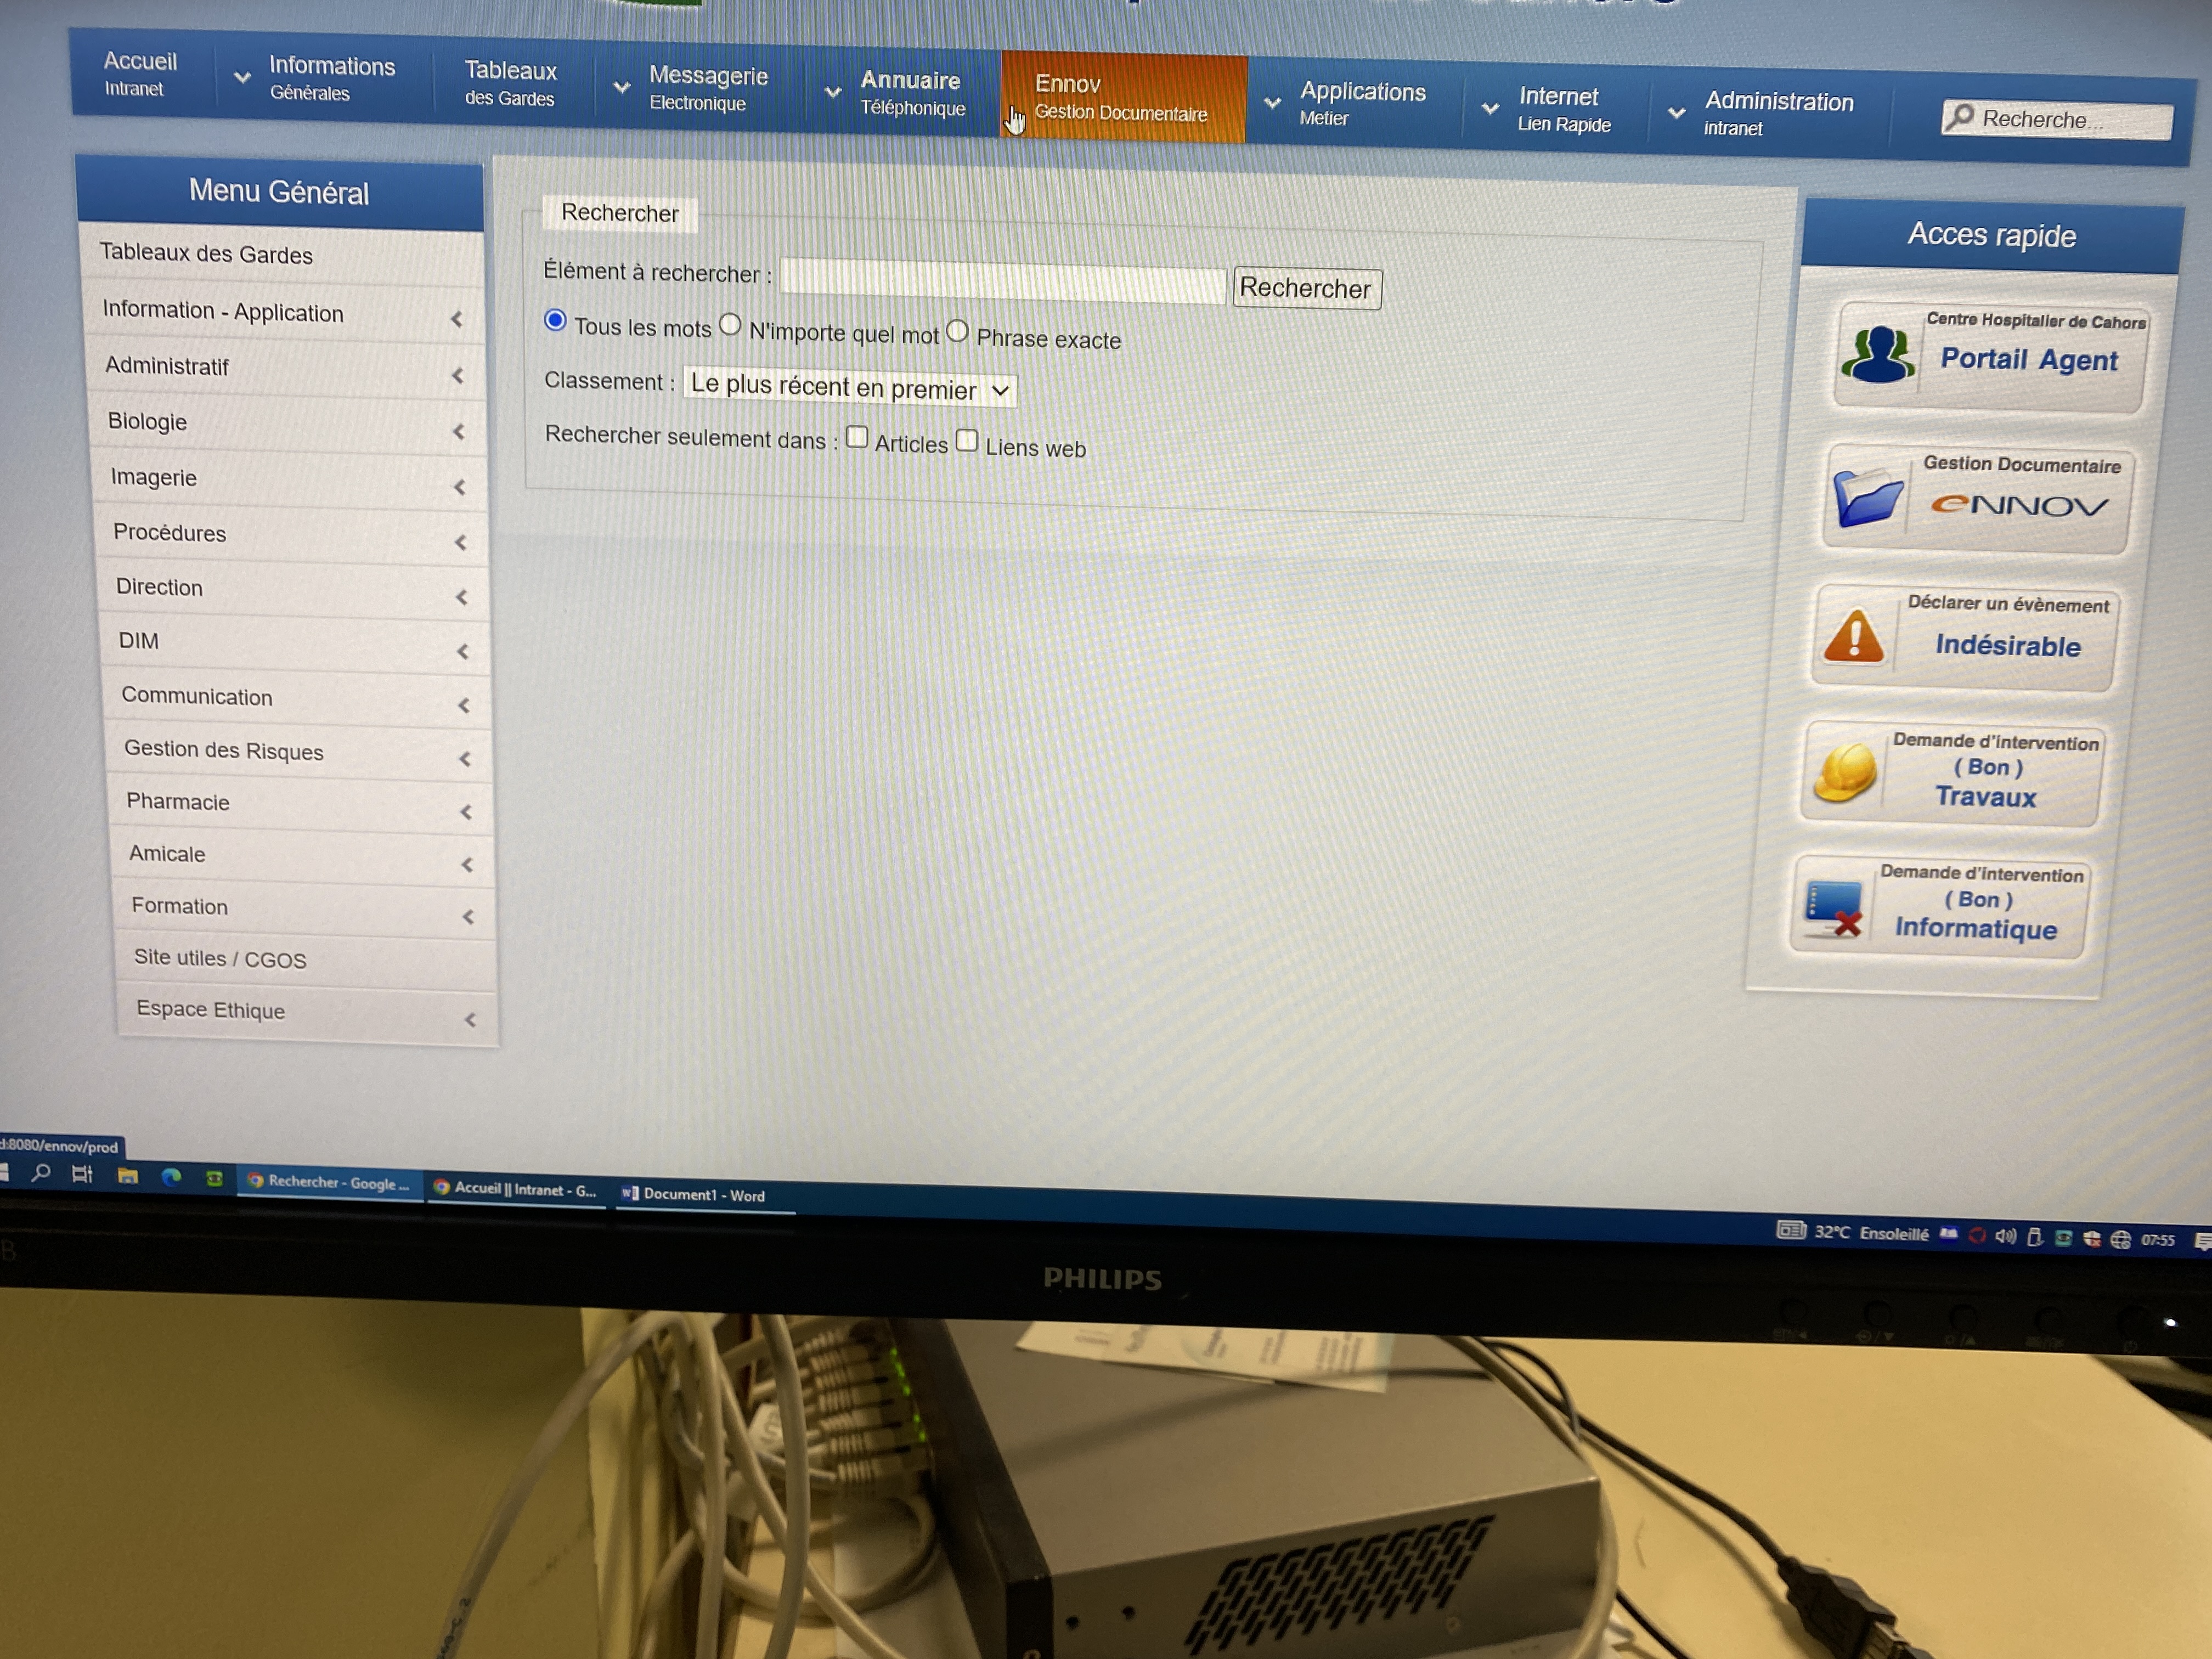 Accueil
Intranet
Informations
Générales
Tableaux
des Gardes
Messagerie
Electronique
Annuaire
Téléphonique
Ennov
Gestion Documentaire
Applications
Metier
Internet
Lien Rapide
Administration
intranet
Recherche...
Menu Général
Tableaux des Gardes
Information - Application
Administratif
Biologie
Imagerie
Procédures
Direction
DIM
Communication
Gestion des Risques
Pharmacie
Amicale
Formation
Site utiles / CGOS
Espace Ethique
Rechercher
Élément à rechercher :
Rechercher
Tous les mots N'importe quel mot Phrase exacte
Classement : Le plus récent en premier
Rechercher seulement dans : Articles Liens web
Acces rapide
Centre Hospitalier de Cahors
Portail Agent
Gestion Documentaire
eNNOV
Déclarer un évènement
Indésirable
Demande d'intervention
( Bon )
Travaux
Demande d'intervention
( Bon )
Informatique
d:8080/ennov/prod
Rechercher - Google ...
Accueil || Intranet - G...
Document1 - Word
32°C Ensoleillé
07:55
PHILIPS